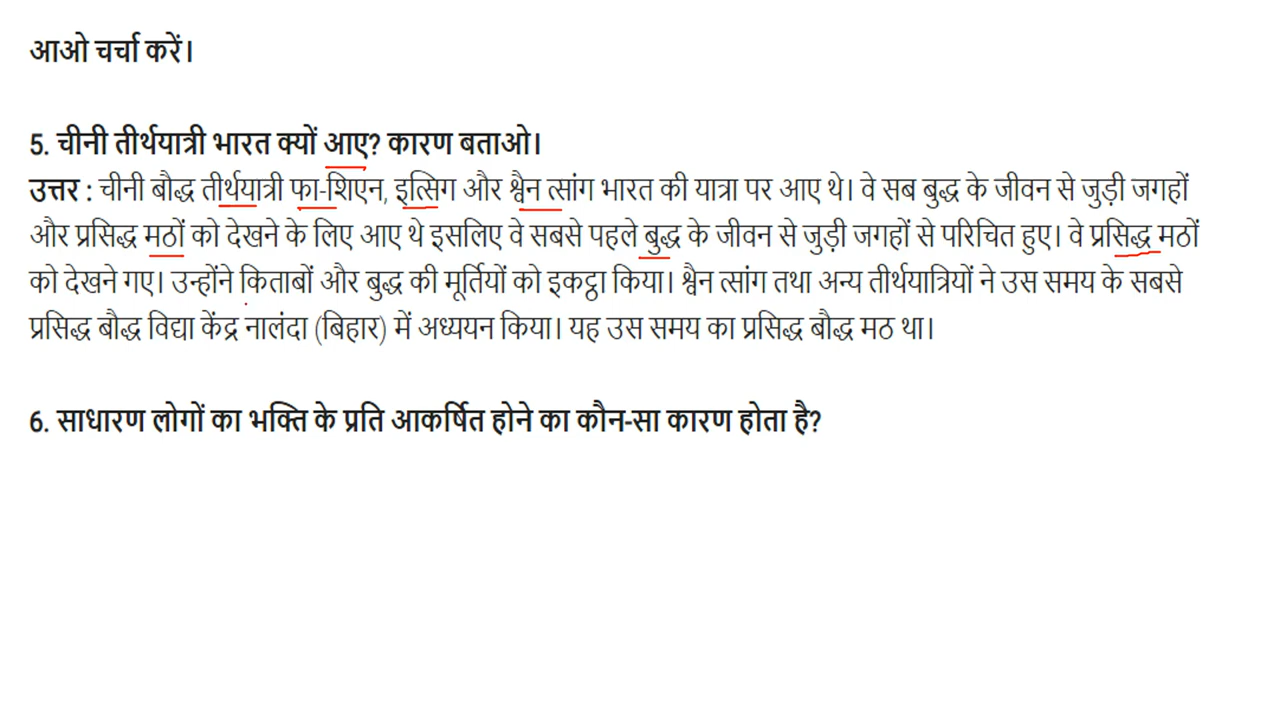 आओ चर्चा करें।
5. चीनी तीर्थयात्री भारत क्यों आए? कारण बताओ।
उत्तर : चीनी बौद्ध तीर्थयात्री फा-शिएन, इत्सिग और श्वैन त्सांग भारत की यात्रा पर आए थे। वे सब बुद्ध के जीवन से जुड़ी जगहों
और प्रसिद्ध मठों को देखने के लिए आए थे इसलिए वे सबसे पहले बुद्ध के जीवन से जुड़ी जगहों से परिचित हुए। वे प्रसिद्ध मठों
को देखने गए। उन्होंने किताबों और बुद्ध की मूर्तियों को इकट्ठा किया। श्वैन त्सांग तथा अन्य तीर्थयात्रियों ने उस समय के सबसे
प्रसिद्ध बौद्ध विद्या केंद्र नालंदा (बिहार) में अध्ययन किया। यह उस समय का प्रसिद्ध बौद्ध मठ था।
6. साधारण लोगों का भक्ति के प्रति आकर्षित होने का कौन-सा कारण होता है?